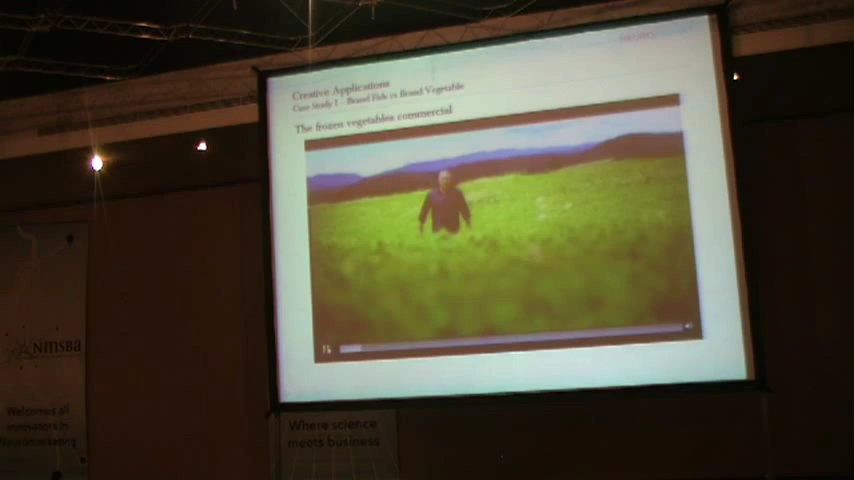 NEURO
Creative Applications
Case Study 1 - Brand Fish vs Brand Vegetable
The frozen vegetables commercial
NMSBA
Welcomes all
innovators in
Neuromarketing
Where science
meets business